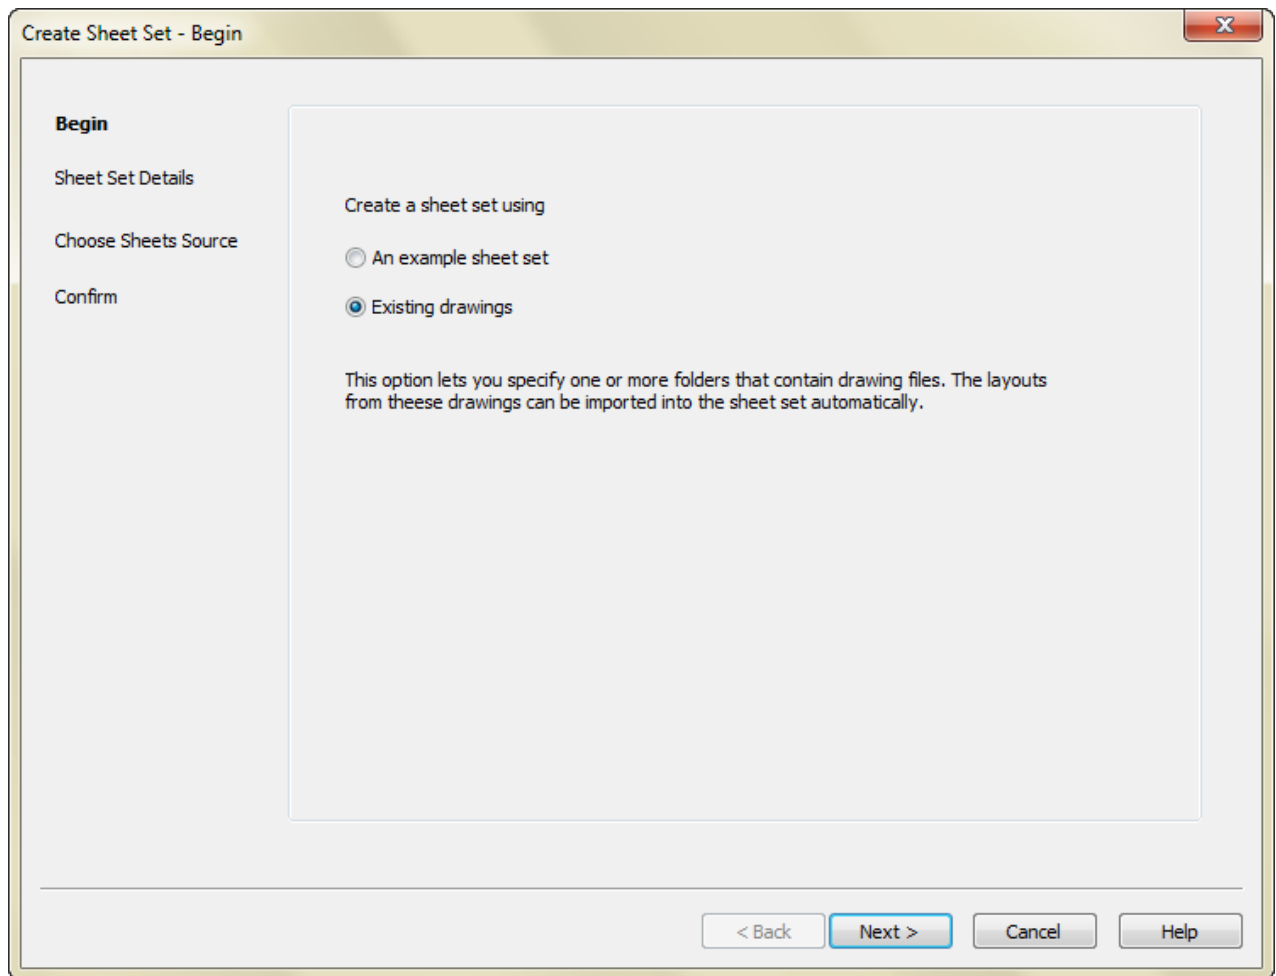 Create Sheet Set - Begin
X
Begin
Sheet Set Details
Choose Sheets Source
Confirm
Create a sheet set using
An example sheet set
Existing drawings
This option lets you specify one or more folders that contain drawing files. The layouts
from theese drawings can be imported into the sheet set automatically.
< Back
Next >
Cancel
Help